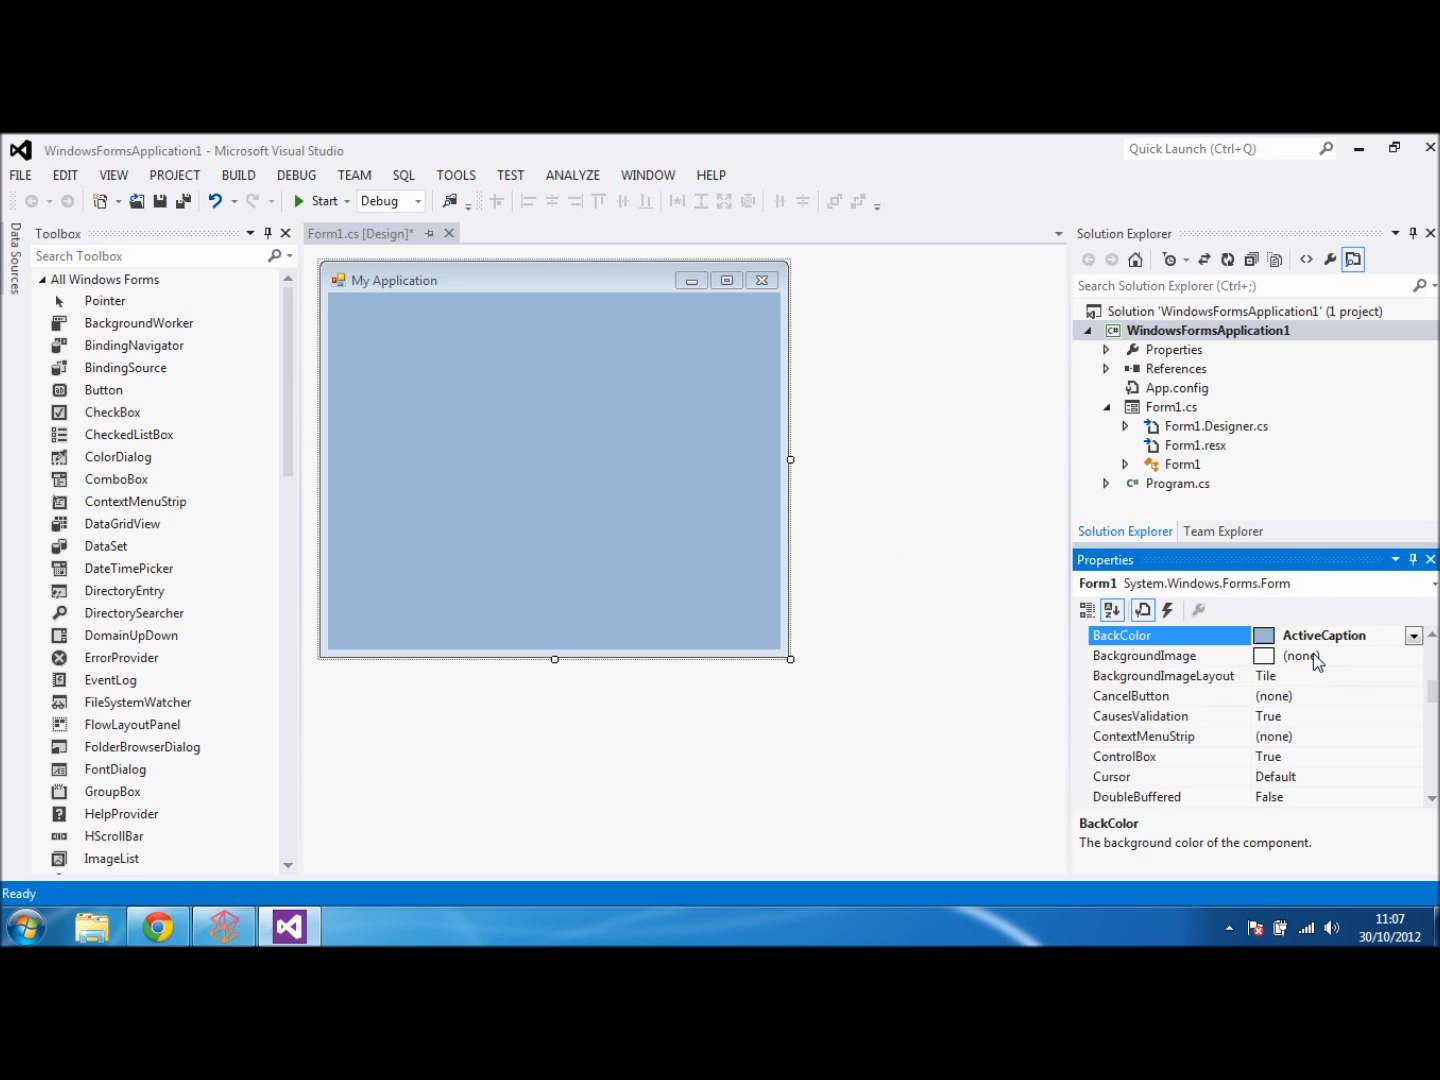 WindowsFormsApplication1 - Microsoft Visual Studio
Quick Launch (Ctrl+Q)
FILE EDIT VIEW PROJECT BUILD DEBUG TEAM SQL TOOLS TEST ANALYZE WINDOW HELP
Start Debug
Data Sources
Toolbox
Search Toolbox
All Windows Forms
Pointer
BackgroundWorker
BindingNavigator
BindingSource
Button
CheckBox
CheckedListBox
ColorDialog
ComboBox
ContextMenuStrip
DataGridView
DataSet
DateTimePicker
DirectoryEntry
DirectorySearcher
DomainUpDown
ErrorProvider
EventLog
FileSystemWatcher
FlowLayoutPanel
FolderBrowserDialog
FontDialog
GroupBox
HelpProvider
HScrollBar
ImageList
Form1.cs [Design]*
My Application
Solution Explorer
Search Solution Explorer (Ctrl+;)
Solution 'WindowsFormsApplication1' (1 project)
WindowsFormsApplication1
Properties
References
App.config
Form1.cs
Form1.Designer.cs
Form1.resx
Form1
Program.cs
Solution Explorer Team Explorer
Properties
Form1 System.Windows.Forms.Form
BackColor ActiveCaption
BackgroundImage (none)
BackgroundImageLayout Tile
CancelButton (none)
CausesValidation True
ContextMenuStrip (none)
ControlBox True
Cursor Default
DoubleBuffered False
BackColor
The background color of the component.
Ready
11:07
30/10/2012